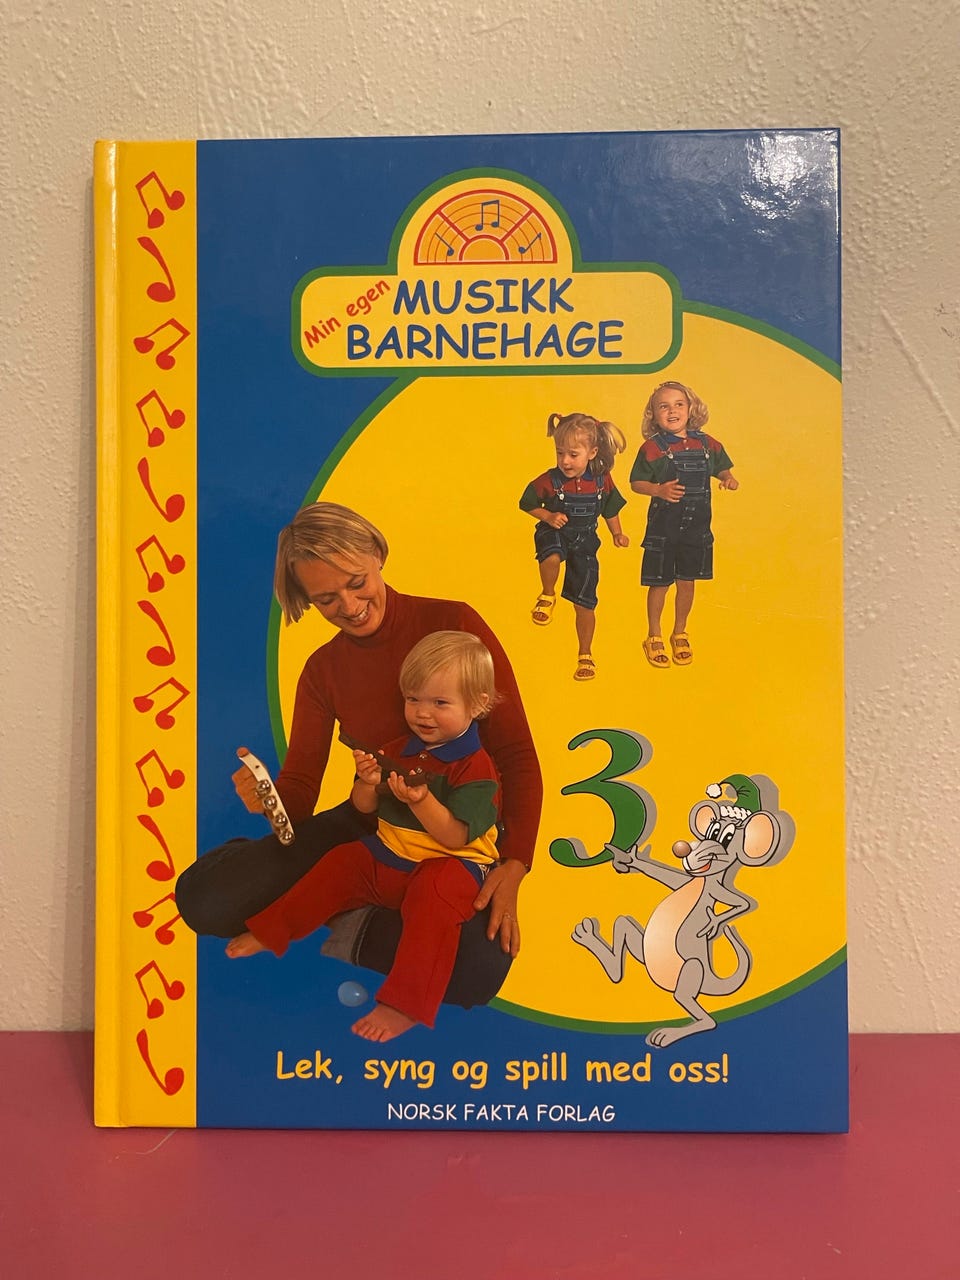 Min egen
MUSIKK
BARNEHAGE
3
Lek, syng og spill med oss!
NORSK FAKTA FORLAG